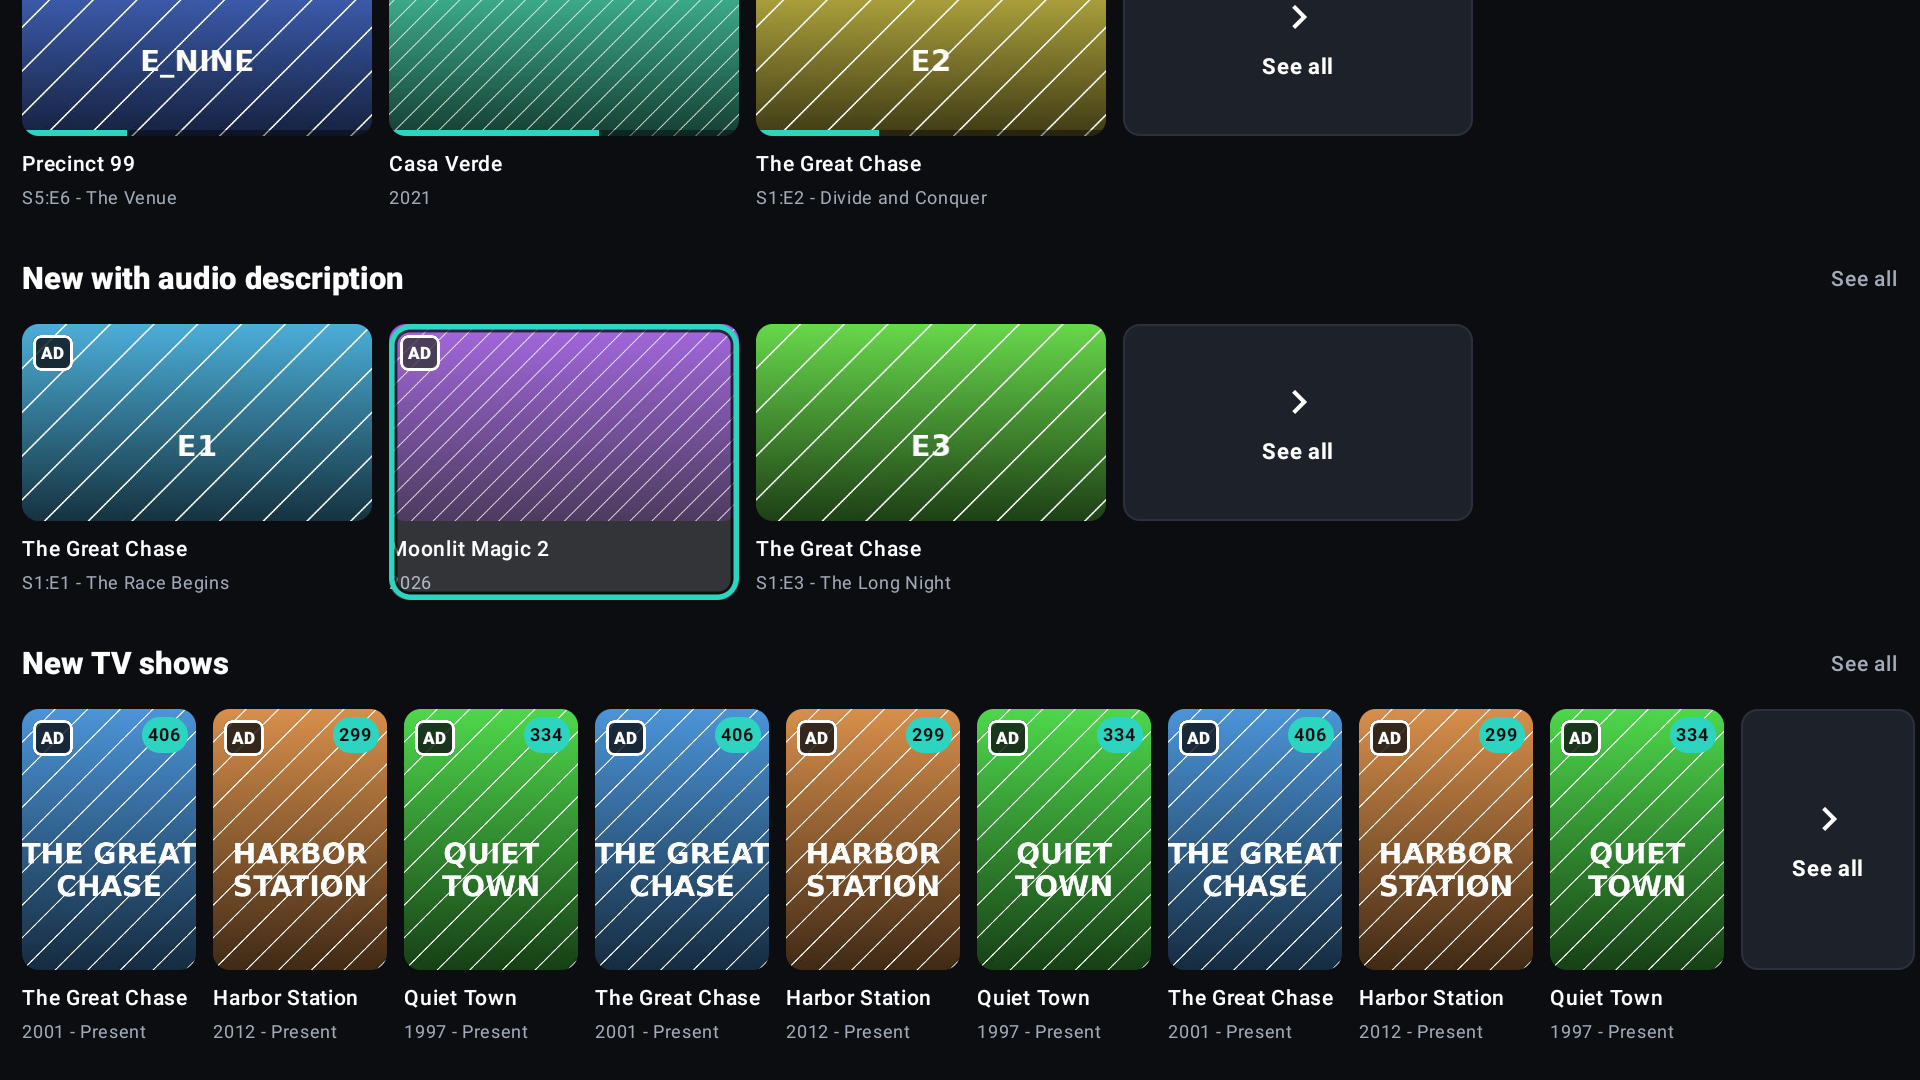 E_NINE
E2
See all
Precinct 99
Casa Verde
The Great Chase
S5:E6 - The Venue
2021
S1:E2 - Divide and Conquer
New with audio description
See all
AD
E1
AD
E3
See all
The Great Chase
Moonlit Magic 2
The Great Chase
S1:E1 - The Race Begins
2026
S1:E3 - The Long Night
New TV shows
See all
AD 406
AD 299
AD 334
AD 406
AD 299
AD 334
AD 406
AD 299
AD 334
THE GREAT
CHASE
HARBOR
STATION
QUIET
TOWN
THE GREAT
CHASE
HARBOR
STATION
QUIET
TOWN
THE GREAT
CHASE
HARBOR
STATION
QUIET
TOWN
See all
The Great Chase
Harbor Station
Quiet Town
The Great Chase
Harbor Station
Quiet Town
The Great Chase
Harbor Station
Quiet Town
2001 - Present
2012 - Present
1997 - Present
2001 - Present
2012 - Present
1997 - Present
2001 - Present
2012 - Present
1997 - Present